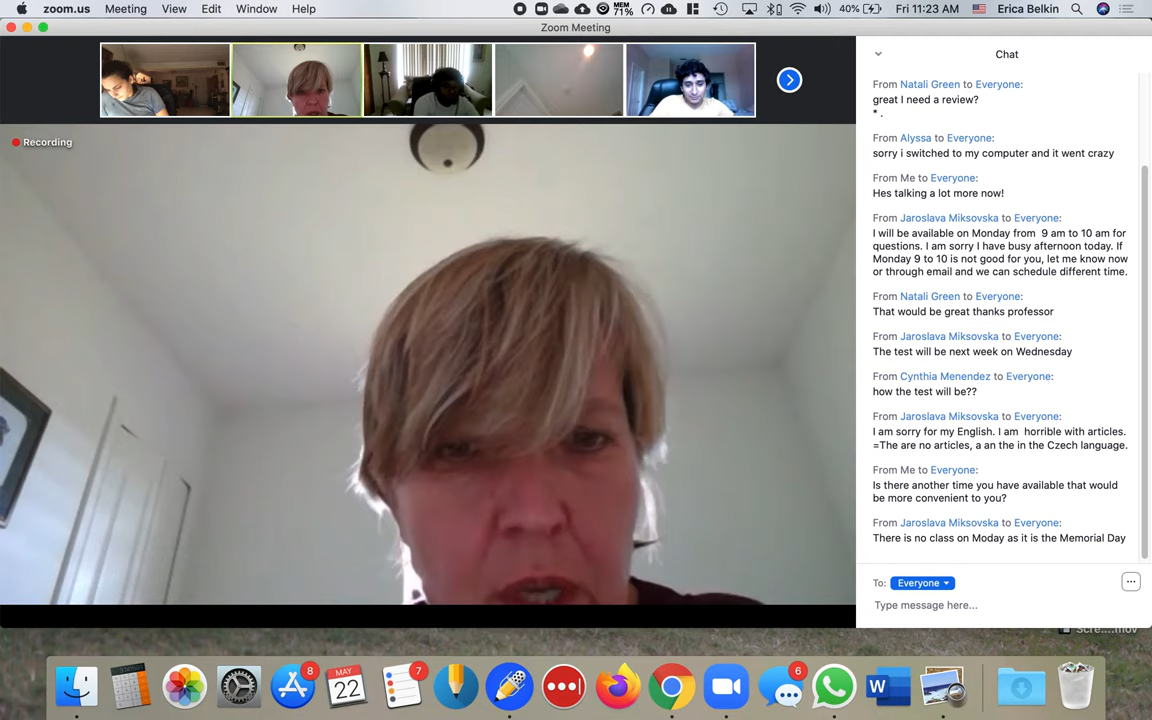 zoom.us Meeting View Edit Window Help MEM 71% 40% Fri 11:23 AM Erica Belkin
Zoom Meeting
Recording
Chat
From Natali Green to Everyone:
great I need a review?
* .
From Alyssa to Everyone:
sorry i switched to my computer and it went crazy
From Me to Everyone:
Hes talking a lot more now!
From Jaroslava Miksovska to Everyone:
I will be available on Monday from 9 am to 10 am for
questions. I am sorry I have busy afternoon today. If
Monday 9 to 10 is not good for you, let me know now
or through email and we can schedule different time.
From Natali Green to Everyone:
That would be great thanks professor
From Jaroslava Miksovska to Everyone:
The test will be next week on Wednesday
From Cynthia Menendez to Everyone:
how the test will be??
From Jaroslava Miksovska to Everyone:
I am sorry for my English. I am horrible with articles.
=The are no articles, a an the in the Czech language.
From Me to Everyone:
Is there another time you have available that would
be more convenient to you?
From Jaroslava Miksovska to Everyone:
There is no class on Moday as it is the Memorial Day
To: Everyone
Type message here...
Scre....mov
8
MAY
22
7
6
W